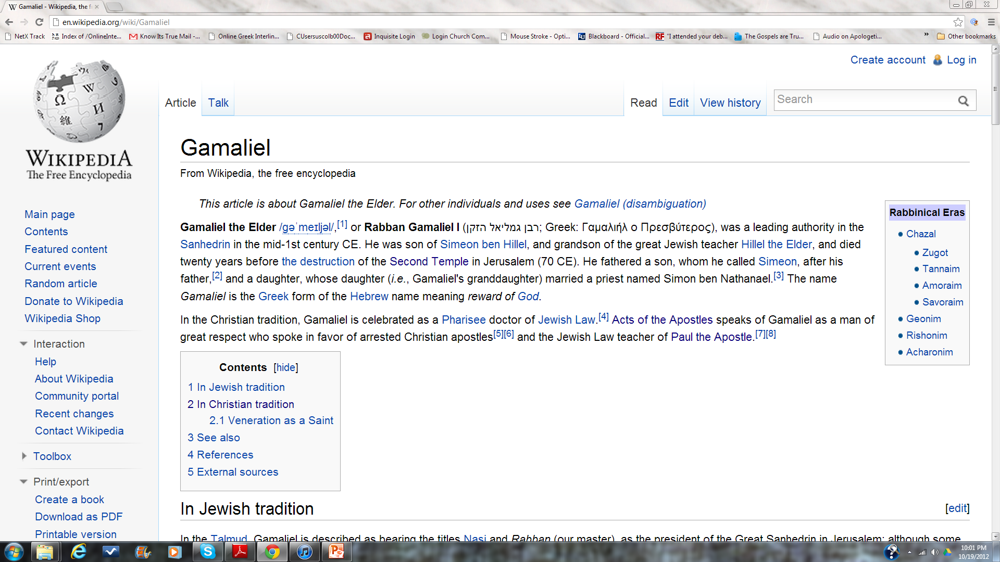 Gamaliel - Wikipedia, the f
en.wikipedia.org/wiki/Gamaliel
NetX Track Index of /OnlineInte... Know Its True Mail -... Online Greek Interlin... CUsersuscolb00Doc... Inquisite Login Login Church Com... Mouse Stroke - Opti... Blackboard - Official... "I attended your deb... The Gospels are Tru... Audio on Apologeti... » Other bookmarks
Create account Log in
Article Talk Read Edit View history Search
WIKIPEDIA
The Free Encyclopedia
Main page
Contents
Featured content
Current events
Random article
Donate to Wikipedia
Wikipedia Shop
Interaction
Help
About Wikipedia
Community portal
Recent changes
Contact Wikipedia
Toolbox
Print/export
Create a book
Download as PDF
Printable version
Gamaliel
From Wikipedia, the free encyclopedia
This article is about Gamaliel the Elder. For other individuals and uses see Gamaliel (disambiguation)
Gamaliel the Elder /ɡəˈmeɪljəl/,[1] or Rabban Gamaliel I (רבן גמליאל הזקן; Greek: Γαμαλιήλ ο Πρεσβύτερος), was a leading authority in the
Sanhedrin in the mid-1st century CE. He was son of Simeon ben Hillel, and grandson of the great Jewish teacher Hillel the Elder, and died
twenty years before the destruction of the Second Temple in Jerusalem (70 CE). He fathered a son, whom he called Simeon, after his
father,[2] and a daughter, whose daughter (i.e., Gamaliel's granddaughter) married a priest named Simon ben Nathanael.[3] The name
Gamaliel is the Greek form of the Hebrew name meaning reward of God.
In the Christian tradition, Gamaliel is celebrated as a Pharisee doctor of Jewish Law.[4] Acts of the Apostles speaks of Gamaliel as a man of
great respect who spoke in favor of arrested Christian apostles[5][6] and the Jewish Law teacher of Paul the Apostle.[7][8]
Rabbinical Eras
Chazal
Zugot
Tannaim
Amoraim
Savoraim
Geonim
Rishonim
Acharonim
Contents [hide]
1 In Jewish tradition
2 In Christian tradition
2.1 Veneration as a Saint
3 See also
4 References
5 External sources
In Jewish tradition [edit]
In the Talmud, Gamaliel is described as bearing the titles Nasi and Rabban (our master), as the president of the Great Sanhedrin in Jerusalem; although some
10:01 PM
10/19/2012